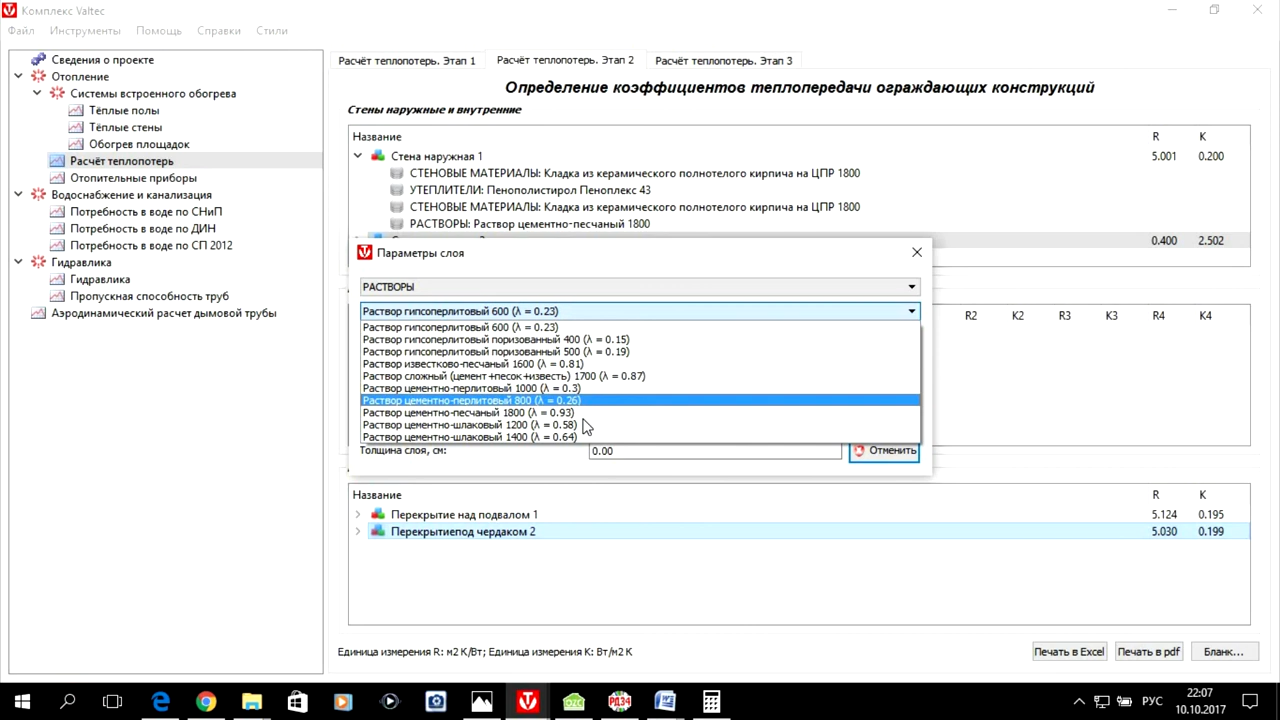 Комплекс Valtec
Файл Инструменты Помощь Справки Стили
Сведения о проекте
Отопление
Системы встроенного обогрева
Тёплые полы
Тёплые стены
Обогрев площадок
Расчёт теплопотерь
Отопительные приборы
Водоснабжение и канализация
Потребность в воде по СНиП
Потребность в воде по ДИН
Потребность в воде по СП 2012
Гидравлика
Гидравлика
Пропускная способность труб
Аэродинамический расчет дымовой трубы
Расчёт теплопотерь. Этап 1 Расчёт теплопотерь. Этап 2 Расчёт теплопотерь. Этап 3
Определение коэффициентов теплопередачи ограждающих конструкций
Стены наружные и внутренние
Название R K
Стена наружная 1 5.001 0.200
СТЕНОВЫЕ МАТЕРИАЛЫ: Кладка из керамического полнотелого кирпича на ЦПР 1800
УТЕПЛИТЕЛИ: Пенополистирол Пеноплекс 43
СТЕНОВЫЕ МАТЕРИАЛЫ: Кладка из керамического полнотелого кирпича на ЦПР 1800
РАСТВОРЫ: Раствор цементно-песчаный 1800
0.400 2.502
Параметры слоя
РАСТВОРЫ
Раствор гипсоперлитовый 600 (λ = 0.23)
R2 K2 R3 K3 R4 K4
Раствор гипсоперлитовый 600 (λ = 0.23)
Раствор гипсоперлитовый поризованный 400 (λ = 0.15)
Раствор гипсоперлитовый поризованный 500 (λ = 0.19)
Раствор известково-песчаный 1600 (λ = 0.81)
Раствор сложный (цемент+песок+известь) 1700 (λ = 0.87)
Раствор цементно-перлитовый 1000 (λ = 0.3)
Раствор цементно-перлитовый 800 (λ = 0.26)
Раствор цементно-песчаный 1800 (λ = 0.93)
Раствор цементно-шлаковый 1200 (λ = 0.58)
Раствор цементно-шлаковый 1400 (λ = 0.64)
Толщина слоя, см: 0.00 Отменить
Название R K
Перекрытие над подвалом 1 5.124 0.195
Перекрытиепод чердаком 2 5.030 0.199
Единица измерения R: м2 К/Вт; Единица измерения K: Вт/м2 К
Печать в Excel Печать в pdf Бланк...
РУС
22:07
10.10.2017